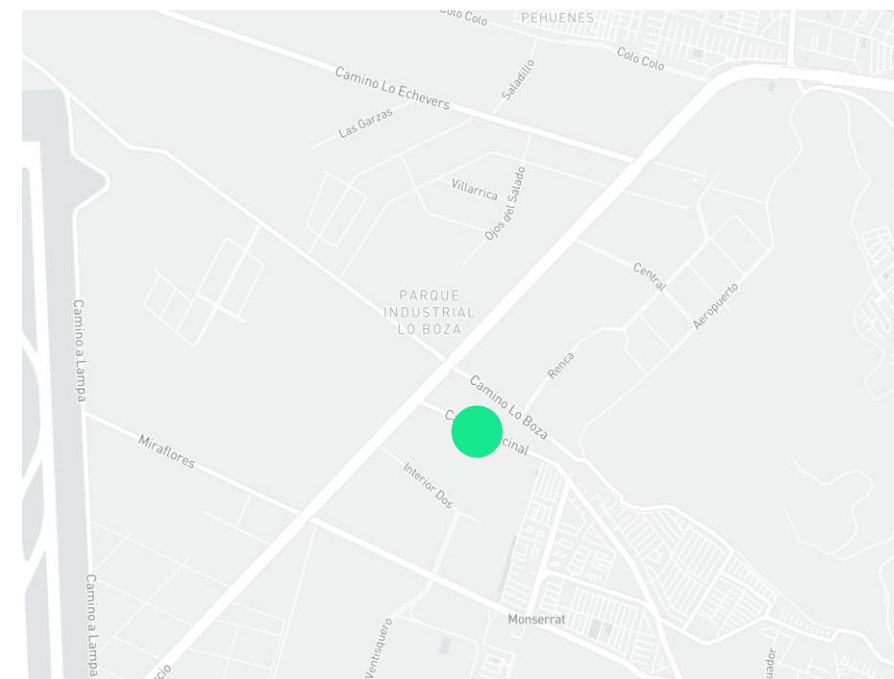 Colo Colo
PEHUENES
Colo Colo
Camino Lo Echevers
Saladillo
Las Garzas
Villarrica
Ojos del Salado
Central
Aeropuerto
PARQUE
INDUSTRIAL
LO BOZA
Camino a Lampa
Renca
Camino Lo Boza
Miraflores
Interior Dos
Camino a Lampa
Monserrat
Ventisquero